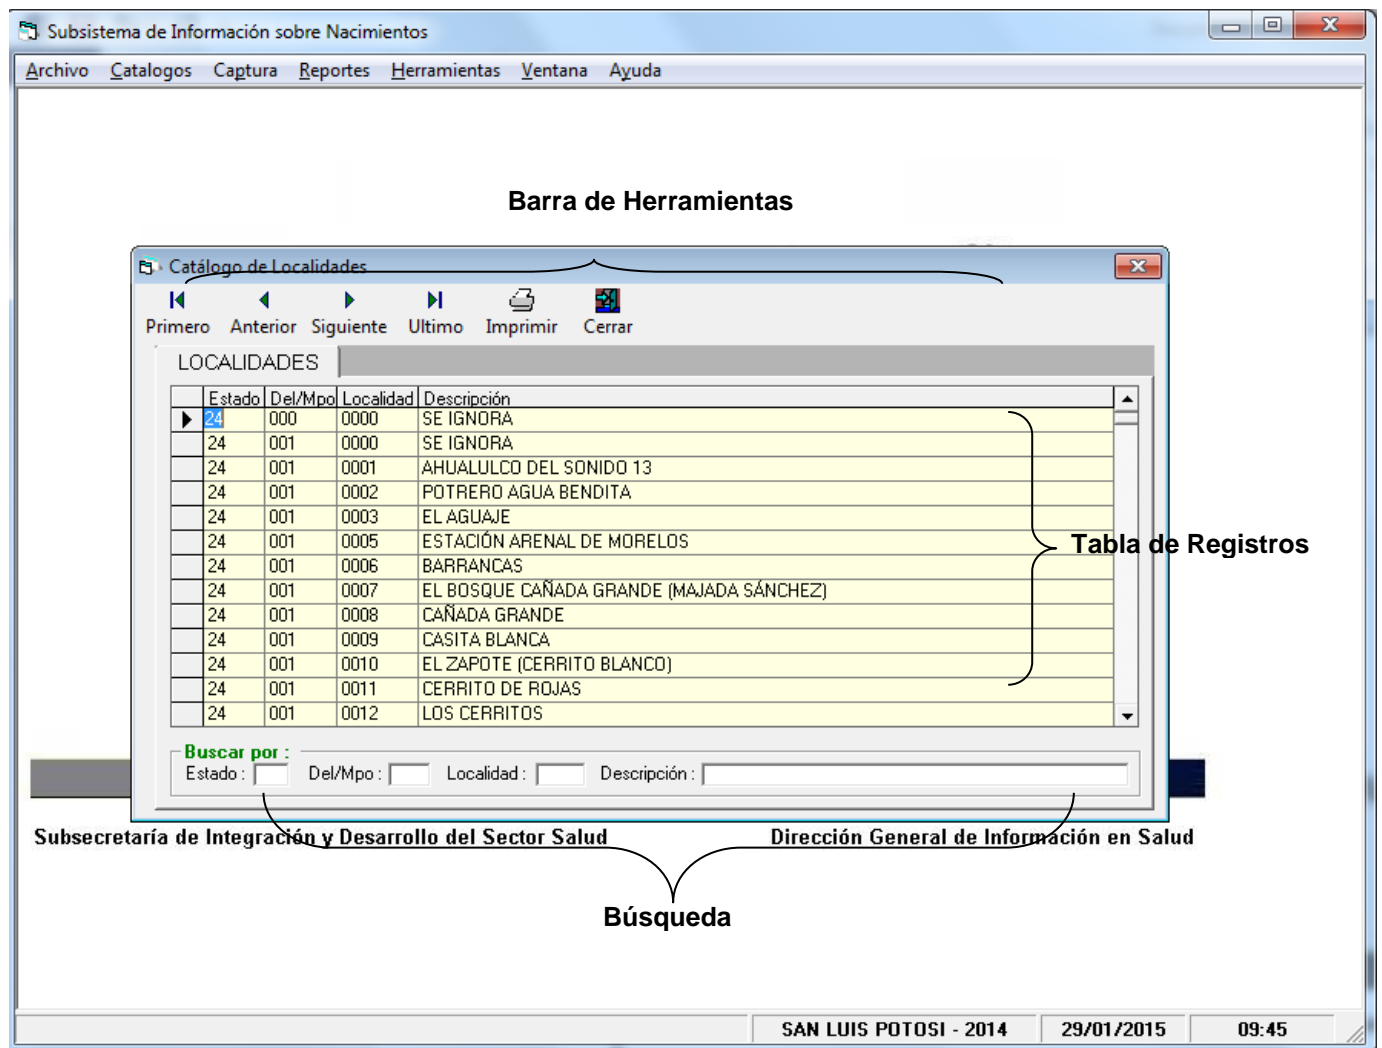 Subsistema de Información sobre Nacimientos
Archivo Catalogos Captura Reportes Herramientas Ventana Ayuda
Barra de Herramientas
Catálogo de Localidades
Primero Anterior Siguiente Ultimo Imprimir Cerrar
LOCALIDADES
Estado Del/Mpo Localidad Descripción
24 000 0000 SE IGNORA
24 001 0000 SE IGNORA
24 001 0001 AHUALULCO DEL SONIDO 13
24 001 0002 POTRERO AGUA BENDITA
24 001 0003 EL AGUAJE
24 001 0005 ESTACIÓN ARENAL DE MORELOS
Tabla de Registros
24 001 0006 BARRANCAS
24 001 0007 EL BOSQUE CAÑADA GRANDE (MAJADA SÁNCHEZ)
24 001 0008 CAÑADA GRANDE
24 001 0009 CASITA BLANCA
24 001 0010 EL ZAPOTE (CERRITO BLANCO)
24 001 0011 CERRITO DE ROJAS
24 001 0012 LOS CERRITOS
Buscar por :
Estado : Del/Mpo : Localidad : Descripción :
Subsecretaría de Integración y Desarrollo del Sector Salud Dirección General de Información en Salud
Búsqueda
SAN LUIS POTOSI - 2014 29/01/2015 09:45